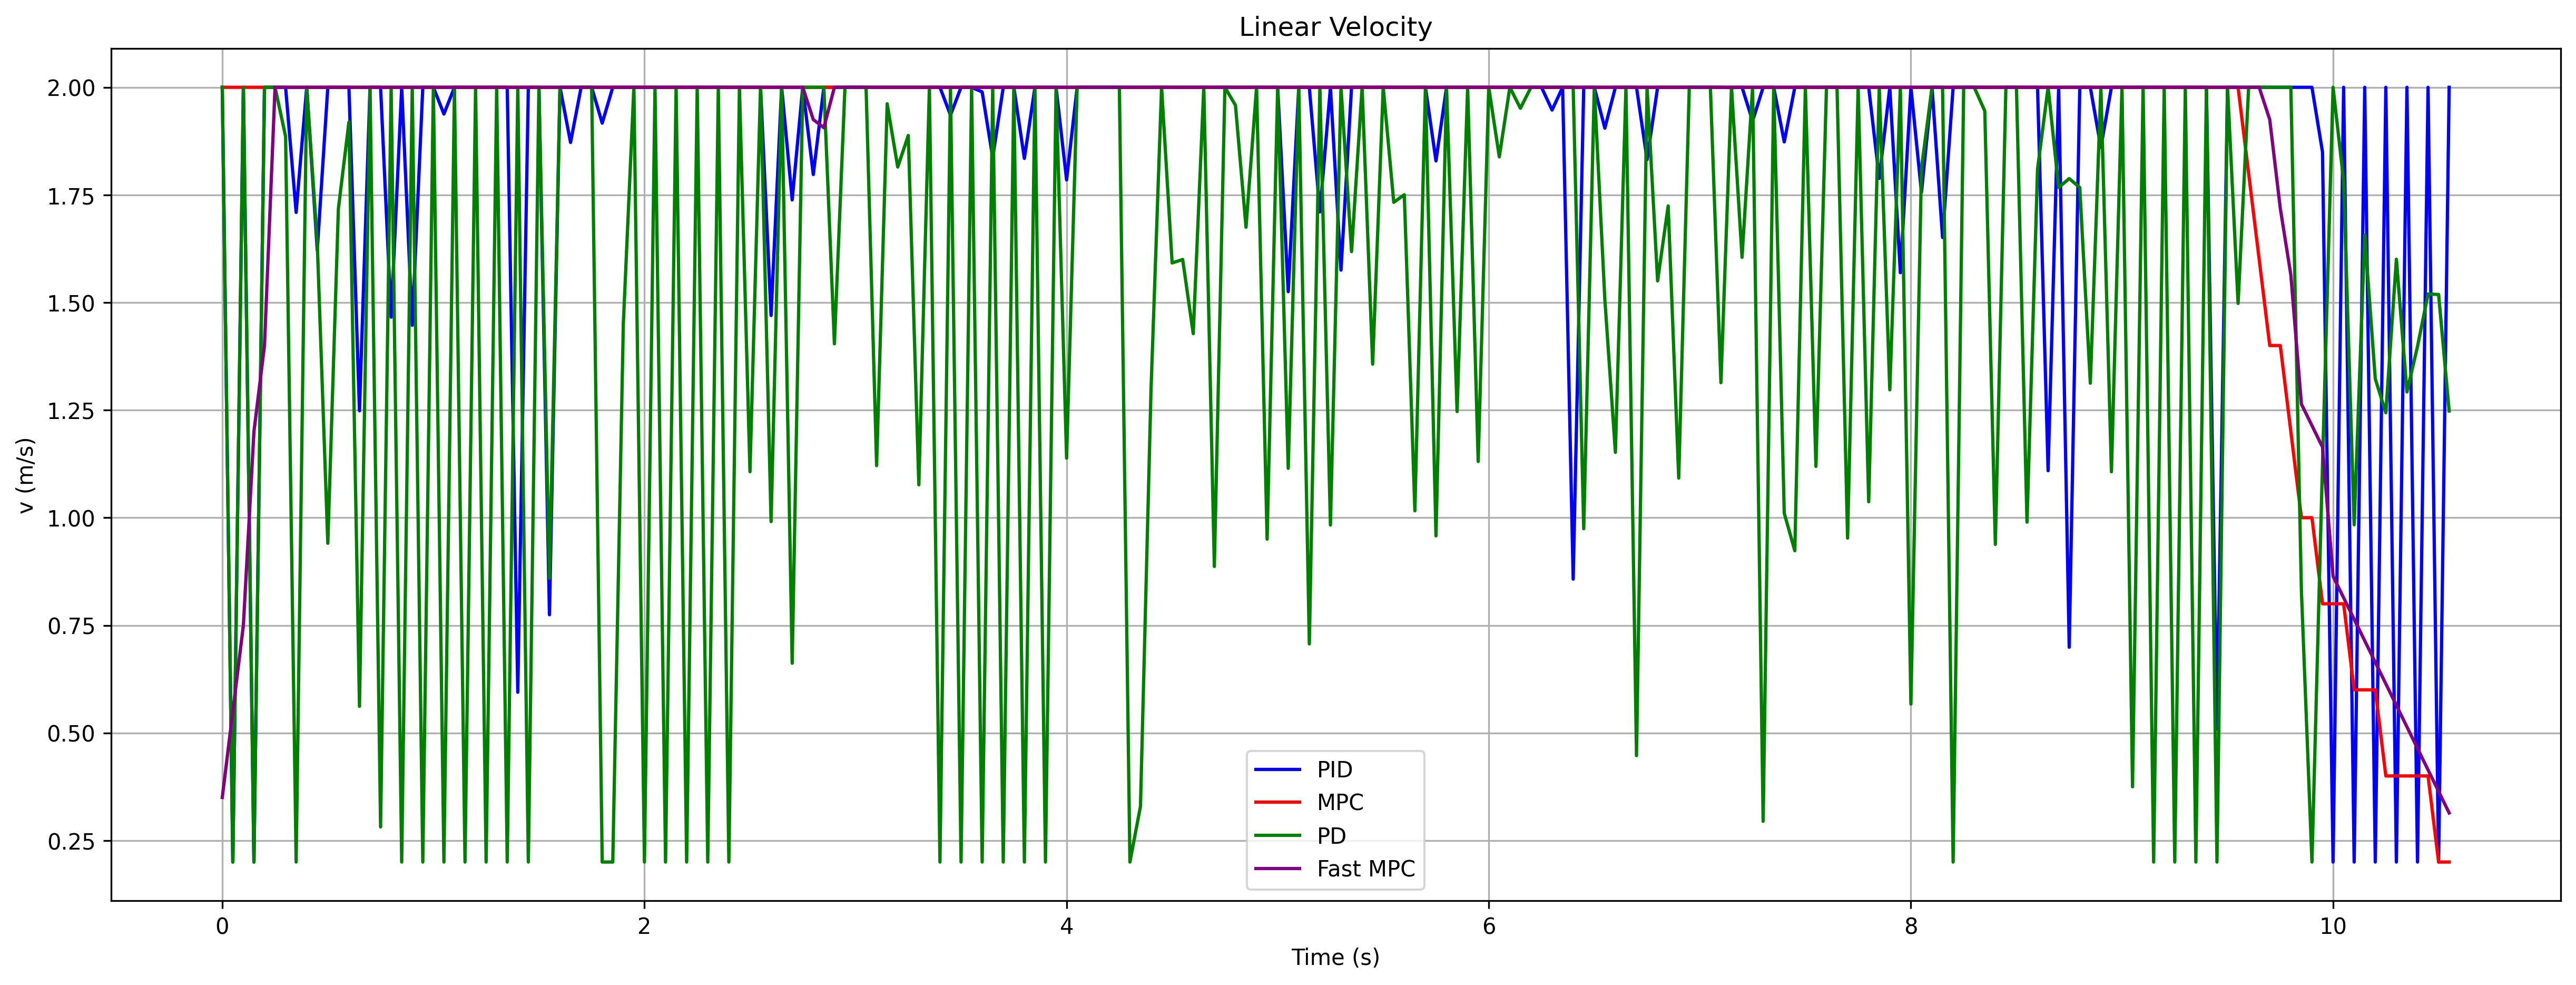 Linear Velocity
2.00
1.75
1.50
1.25
1.00
0.75
0.50
0.25
v (m/s)
PID
MPC
PD
Fast MPC
0 2 4 6 8 10
Time (s)